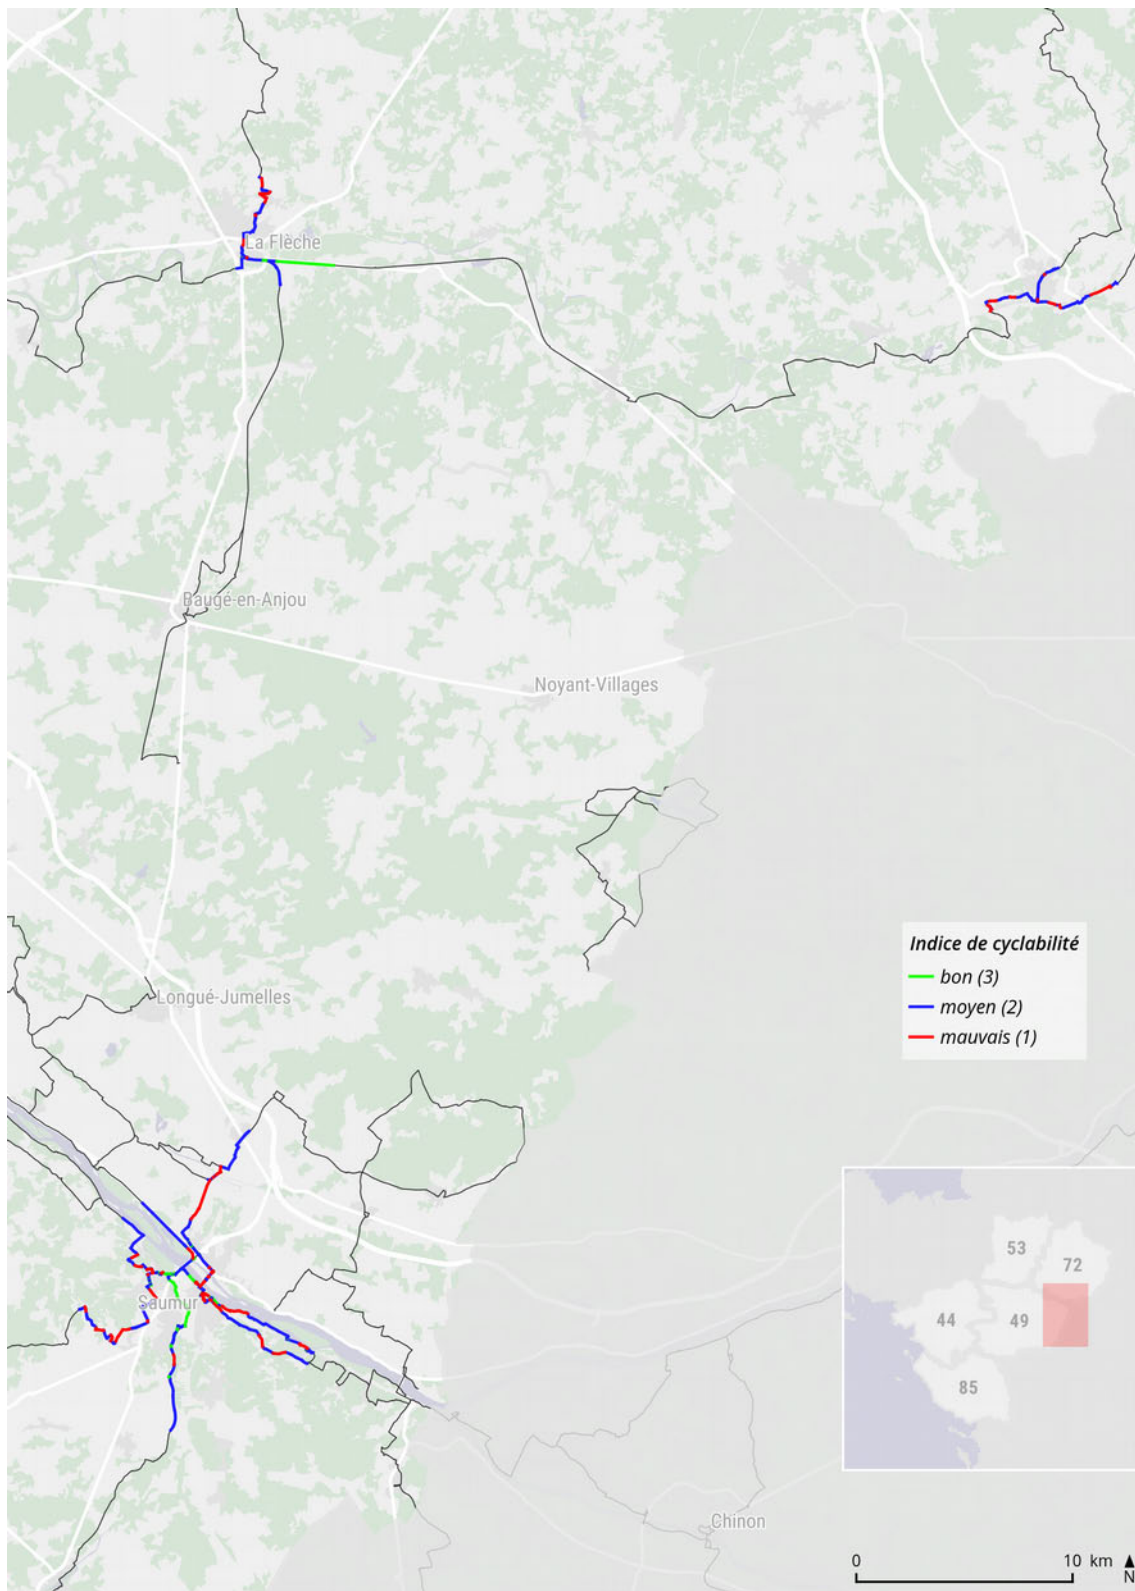 La Flèche
Baugé-en-Anjou
Noyant-Villages
Longué-Jumelles
Indice de cyclabilité
bon (3)
moyen (2)
mauvais (1)
53
72
44
49
85
Saumur
Chinon
0 10 km
N